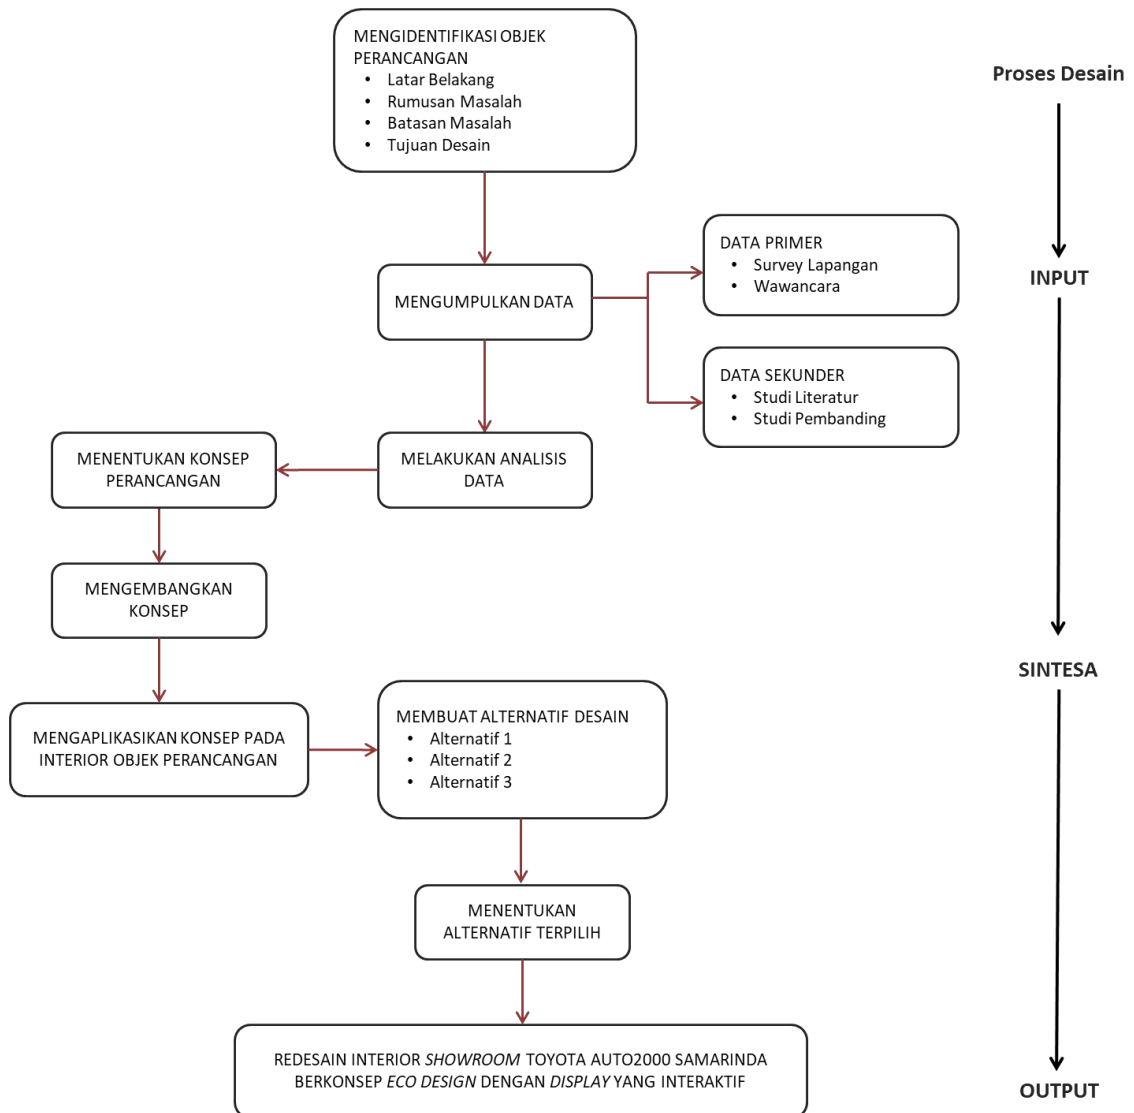 MENGIDENTIFIKASI OBJEK
PERANCANGAN
• Latar Belakang
• Rumusan Masalah
• Batasan Masalah
• Tujuan Desain
Proses Desain
DATA PRIMER
• Survey Lapangan
• Wawancara
INPUT
MENGUMPULKAN DATA
DATA SEKUNDER
• Studi Literatur
• Studi Pembanding
MELAKUKAN ANALISIS
DATA
MENENTUKAN KONSEP
PERANCANGAN
MENGEMBANGKAN
KONSEP
SINTESA
MENGAPLIKASIKAN KONSEP PADA
INTERIOR OBJEK PERANCANGAN
MEMBUAT ALTERNATIF DESAIN
• Alternatif 1
• Alternatif 2
• Alternatif 3
MENENTUKAN
ALTERNATIF TERPILIH
REDESAIN INTERIOR SHOWROOM TOYOTA AUTO2000 SAMARINDA
BERKONSEP ECO DESIGN DENGAN DISPLAY YANG INTERAKTIF
OUTPUT